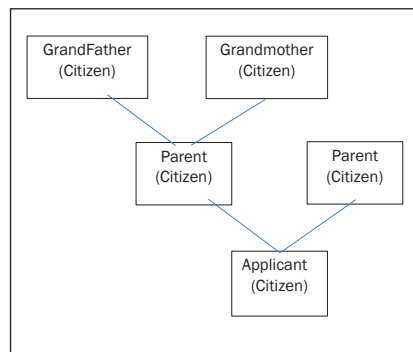 GrandFather
(Citizen)
Grandmother
(Citizen)
Parent
(Citizen)
Parent
(Citizen)
Applicant
(Citizen)